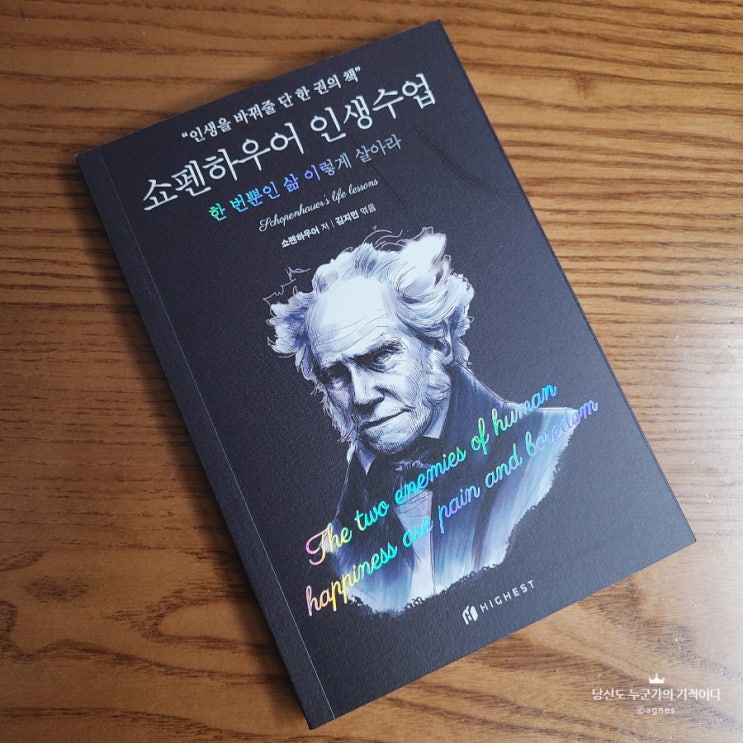 “인생을 바꿔줄 단 한 권의 책”
쇼펜하우어 인생수업
한 번뿐인 삶 이렇게 살아라
Schopenhauer's life lessons
쇼펜하우어 저 | 김지민 엮음
The two enemies of human
happiness are pain and boredom
HIGHEST
당신도 누군가의 기적이다
©agnes